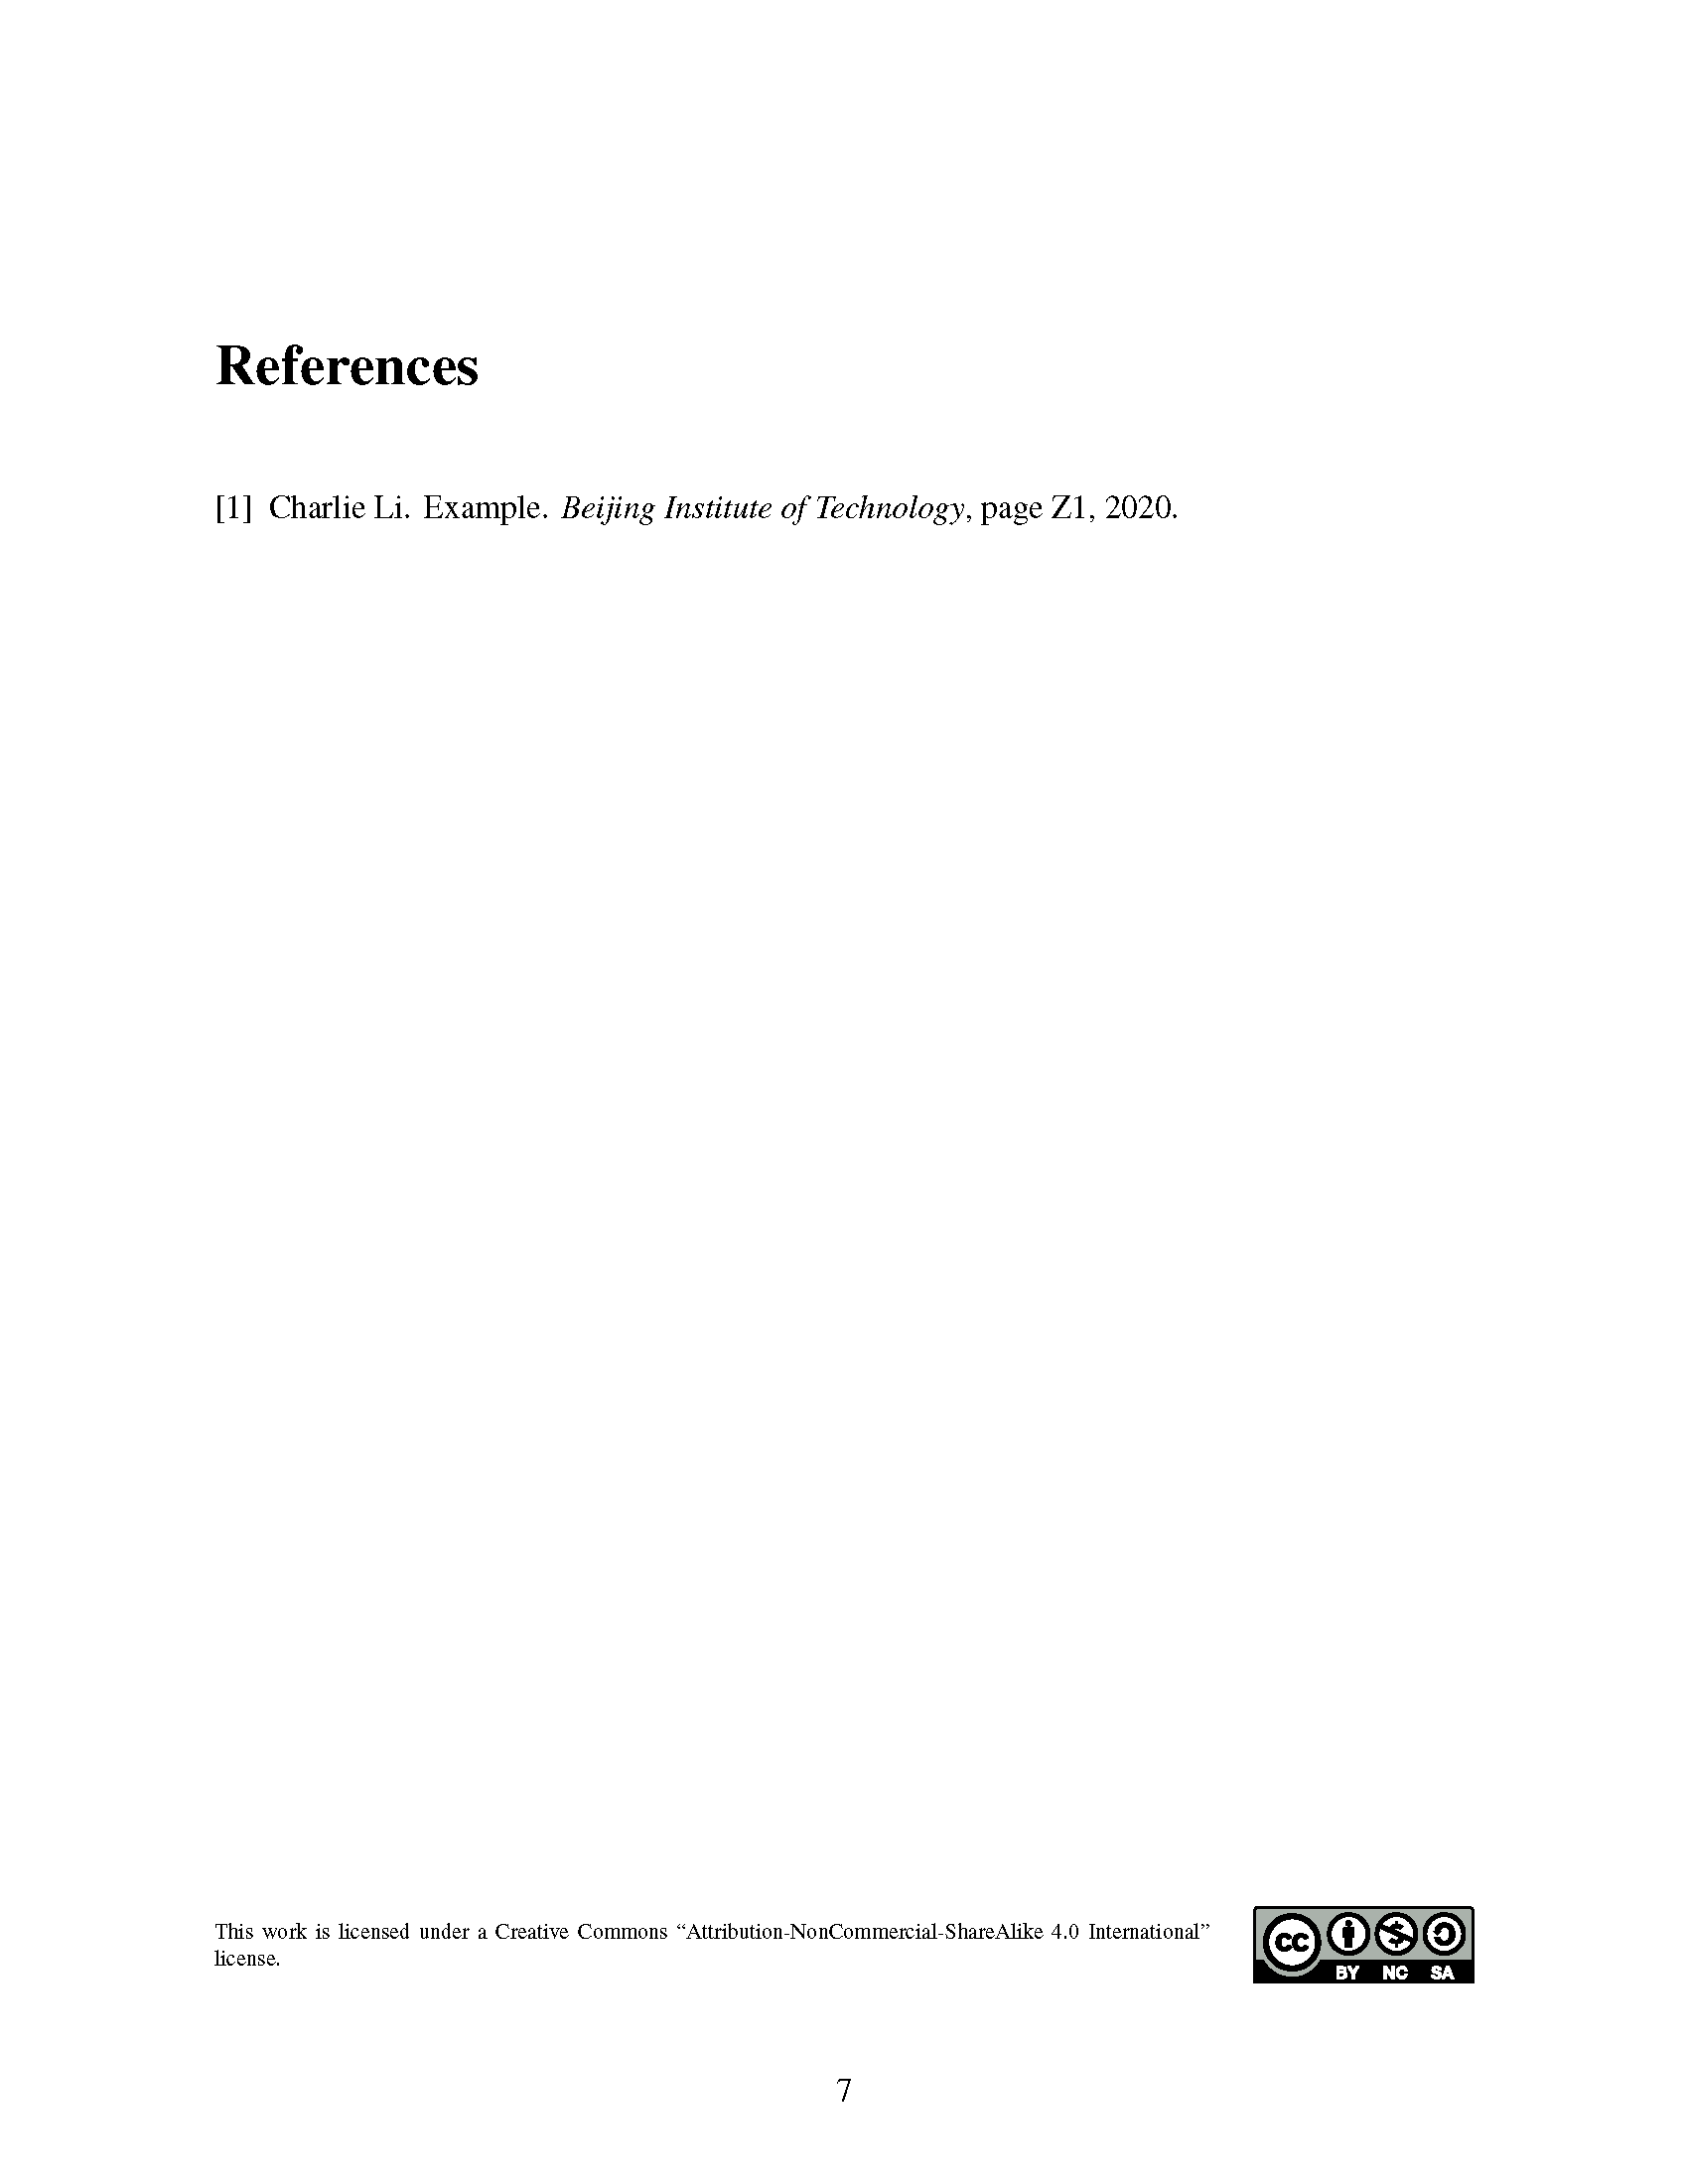 References
[1] Charlie Li. Example. Beijing Institute of Technology, page Z1, 2020.
This work is licensed under a Creative Commons “Attribution-NonCommercial-ShareAlike 4.0 International”
license.
cc
BY NC SA
7